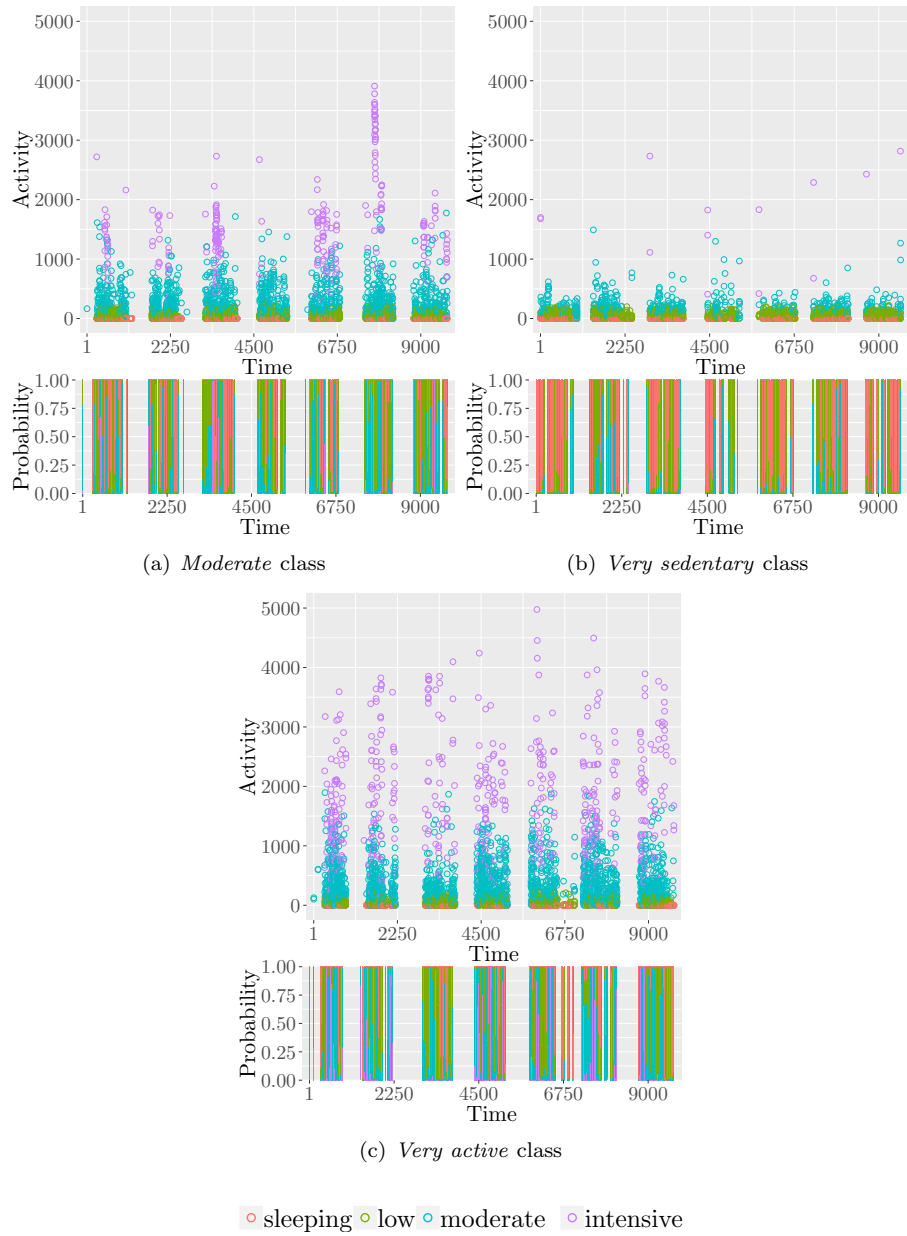 5000
4000
3000
2000
1000
0
Activity
1 2250 4500 6750 9000
Time
1.00
0.75
0.50
0.25
0.00
Probability
1 2250 4500 6750 9000
Time
(a) Moderate class
5000
4000
3000
2000
1000
0
Activity
1 2250 4500 6750 9000
Time
1.00
0.75
0.50
0.25
0.00
Probability
1 2250 4500 6750 9000
Time
(b) Very sedentary class
5000
4000
3000
2000
1000
0
Activity
1 2250 4500 6750 9000
Time
1.00
0.75
0.50
0.25
0.00
Probability
1 2250 4500 6750 9000
Time
(c) Very active class
sleeping low moderate intensive